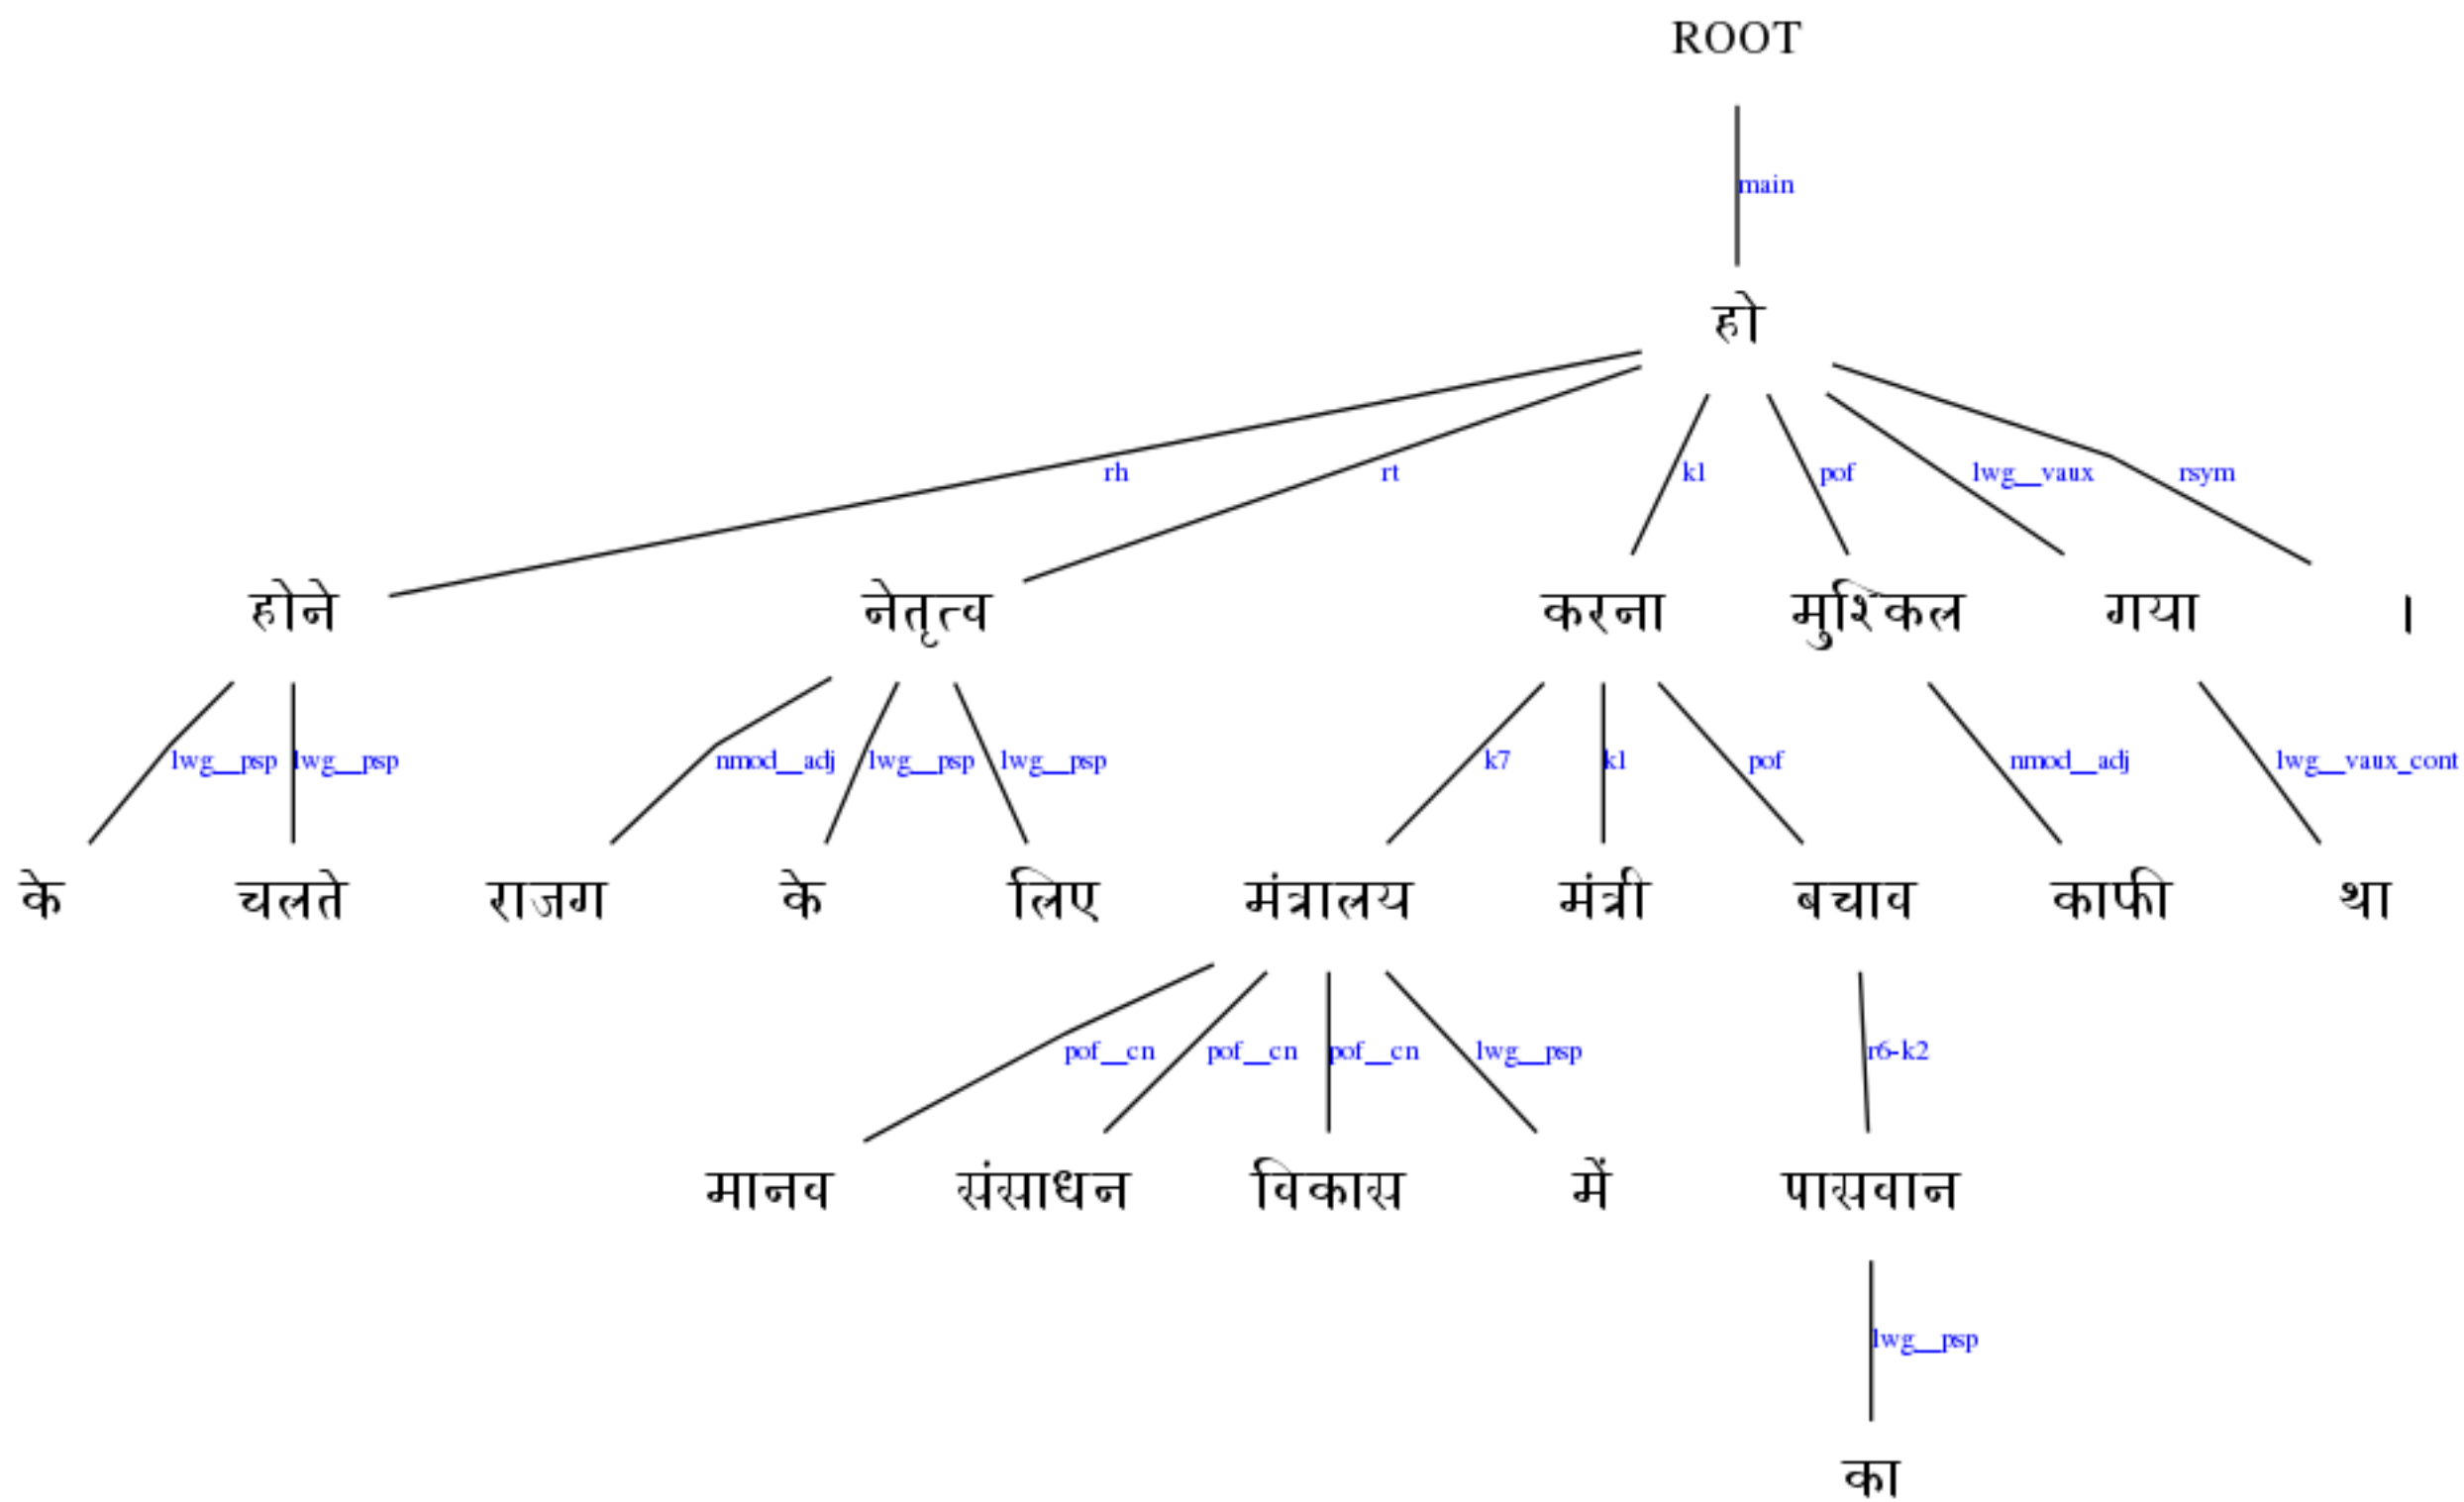 ROOT
main
हो
rh rt k1 pof lwg__vaux rsym
होने नेतृत्व करना मुश्किल गया ।
lwg__psp lwg__psp nmod__adj lwg__psp lwg__psp k7 k1 pof nmod__adj lwg__vaux_cont
के चलते राजग के लिए मंत्रालय मंत्री बचाव काफी था
pof__cn pof__cn pof__cn lwg__psp r6-k2
मानव संसाधन विकास में पासवान
lwg__psp
का